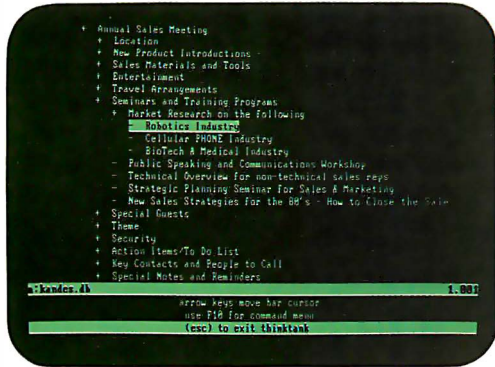 + Annual Sales Meeting
+ Location
+ New Product Introductions
+ Sales Materials and Tools
+ Entertainment
+ Travel Arrangements
+ Seminars and Training Programs
+ Market Research on the following
- Robotics Industry
- Cellular PHONE Industry
- BioTech & Medical Industry
- Public Speaking and Communications Workshop
- Technical Overview for non-technical sales reps
- Strategic Planning Seminar for Sales & Marketing
- New Sales Strategies for the 80's - How to Close the Sale
+ Special Guests
+ Theme
+ Security
+ Action Items/To Do List
+ Key Contacts and People to Call
+ Special Notes and Reminders
1.001
arrow keys move bar cursor
use F10 for command menu
(esc) to exit thinktank